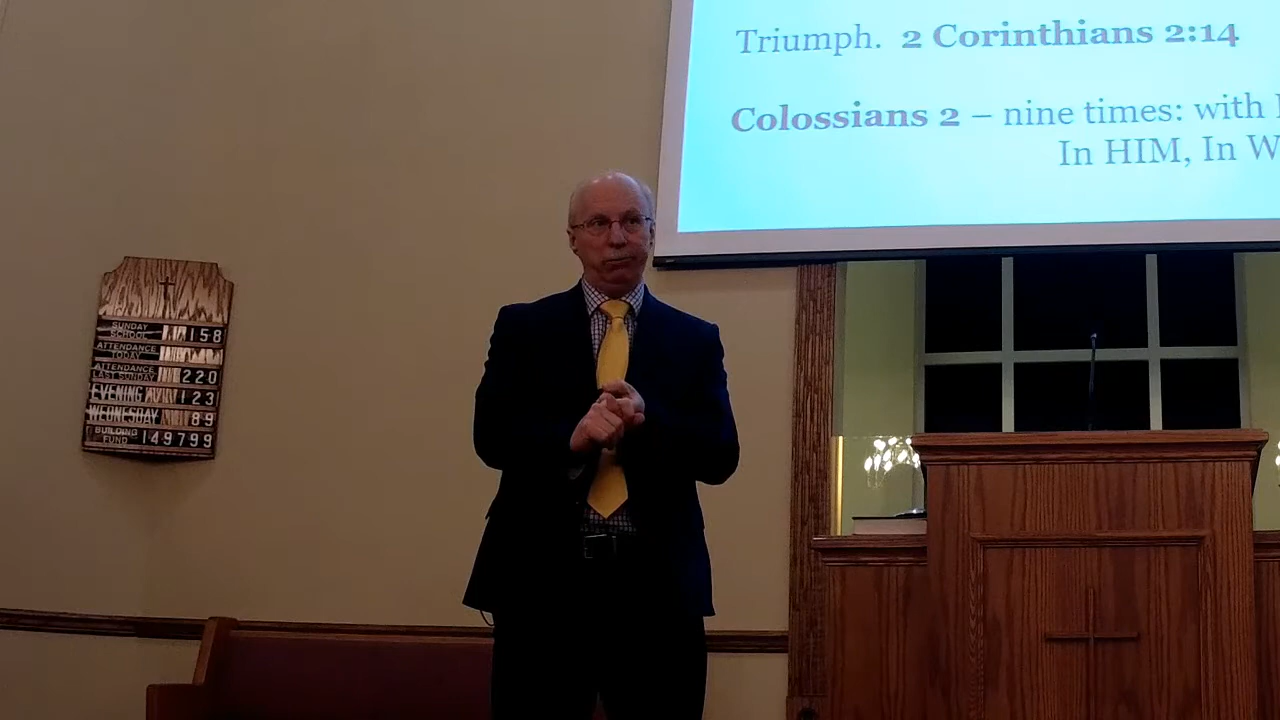 Triumph. 2 Corinthians 2:14
Colossians 2 – nine times: with
In HIM, In W
SUNDAY
SCHOOL 158
ATTENDANCE
TODAY
ATTENDANCE
LAST SUNDAY 220
EVENING 123
WEDNESDAY 89
BUILDING
FUND 149799